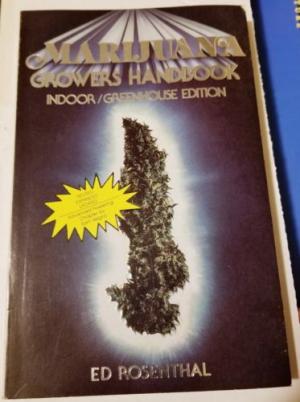 MARIJUANA
GROWERS HANDBOOK
INDOOR/GREENHOUSE EDITION
ED ROSENTHAL